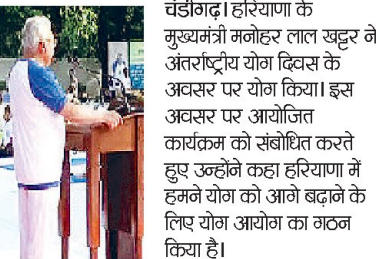 चंडीगढ़। हरियाणा के
मुख्यमंत्री मनोहर लाल खट्टर ने
अंतर्राष्ट्रीय योग दिवस के
अवसर पर योग किया। इस
अवसर पर आयोजित
कार्यक्रम को संबोधित करते
हुए उन्होंने कहा हरियाणा में
हमने योग को आगे बढ़ाने के
लिए योग आयोग का गठन
किया है।